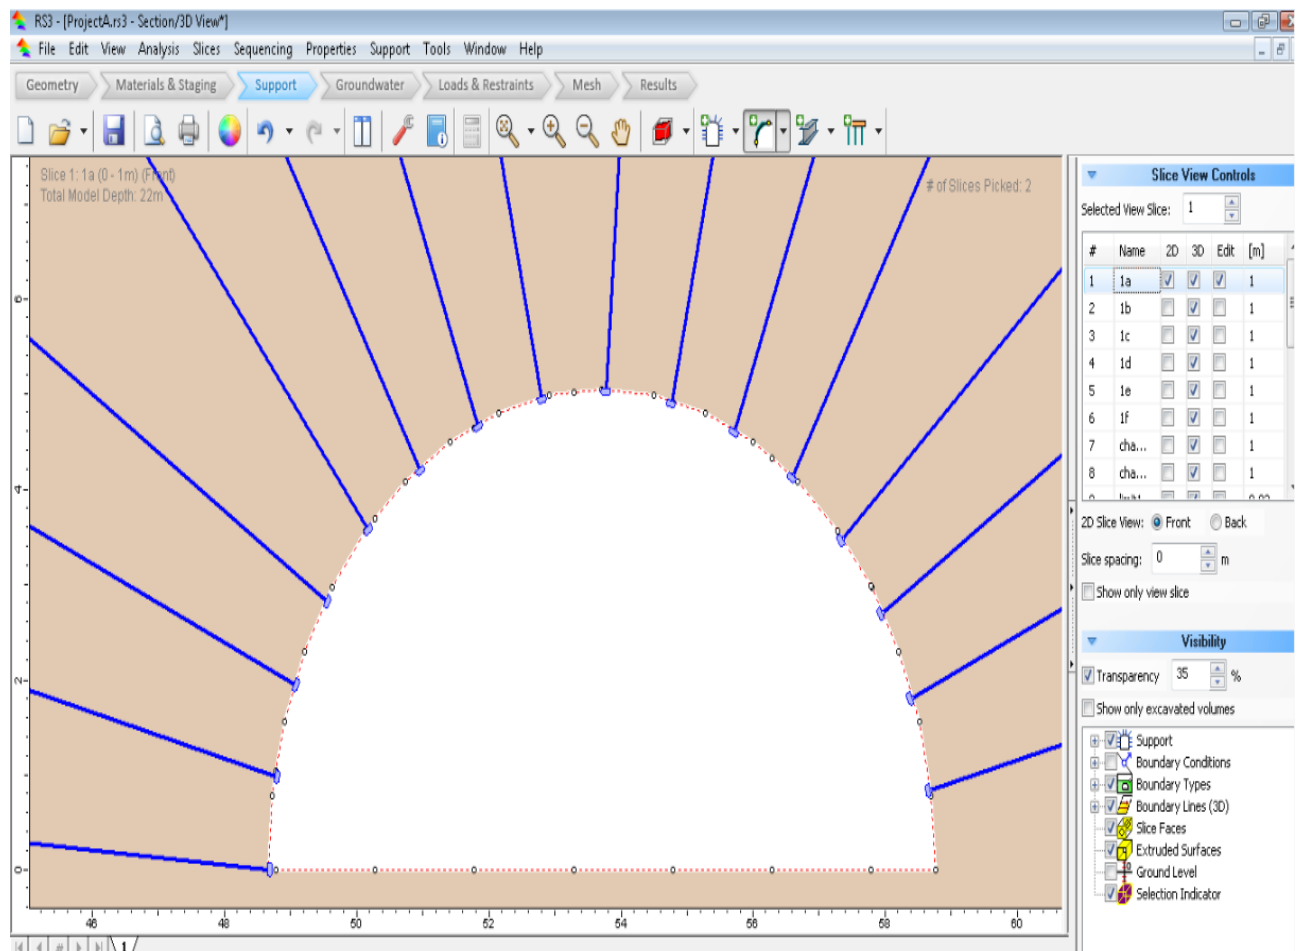 RS3 - [ProjectA.rs3 - Section/3D View*]
File Edit View Analysis Slices Sequencing Properties Support Tools Window Help
Geometry Materials & Staging Support Groundwater Loads & Restraints Mesh Results
Slice 1: 1a (0 - 1m) (Front)
Total Model Depth: 22m
# of Slices Picked: 2
6
4
2
0
46 48 50 52 54 56 58 60
# 1
Slice View Controls
Selected View Slice: 1
# Name 2D 3D Edit [m]
1 1a 1
2 1b 1
3 1c 1
4 1d 1
5 1e 1
6 1f 1
7 cha... 1
8 cha... 1
2D Slice View: Front Back
Slice spacing: 0 m
Show only view slice
Visibility
Transparency 35 %
Show only excavated volumes
Support
Boundary Conditions
Boundary Types
Boundary Lines (3D)
Slice Faces
Extruded Surfaces
Ground Level
Selection Indicator